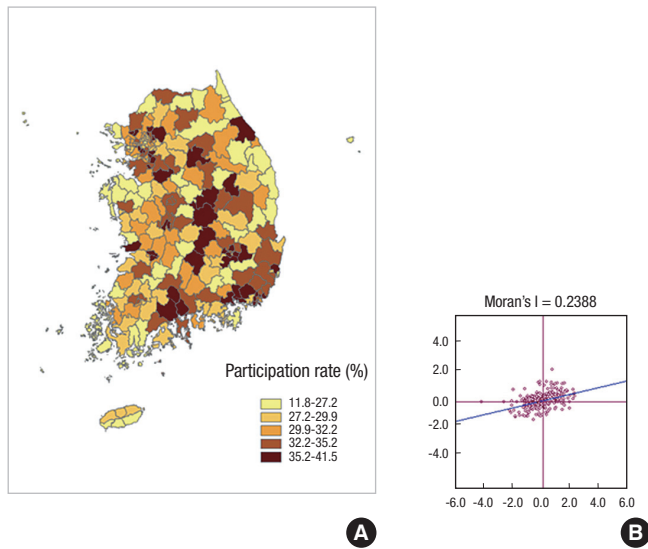 Participation rate (%)
11.8-27.2
27.2-29.9
29.9-32.2
32.2-35.2
35.2-41.5
A
Moran's I = 0.2388
4.0
2.0
0.0
-2.0
-4.0
-6.0 -4.0 -2.0 0.0 2.0 4.0 6.0
B